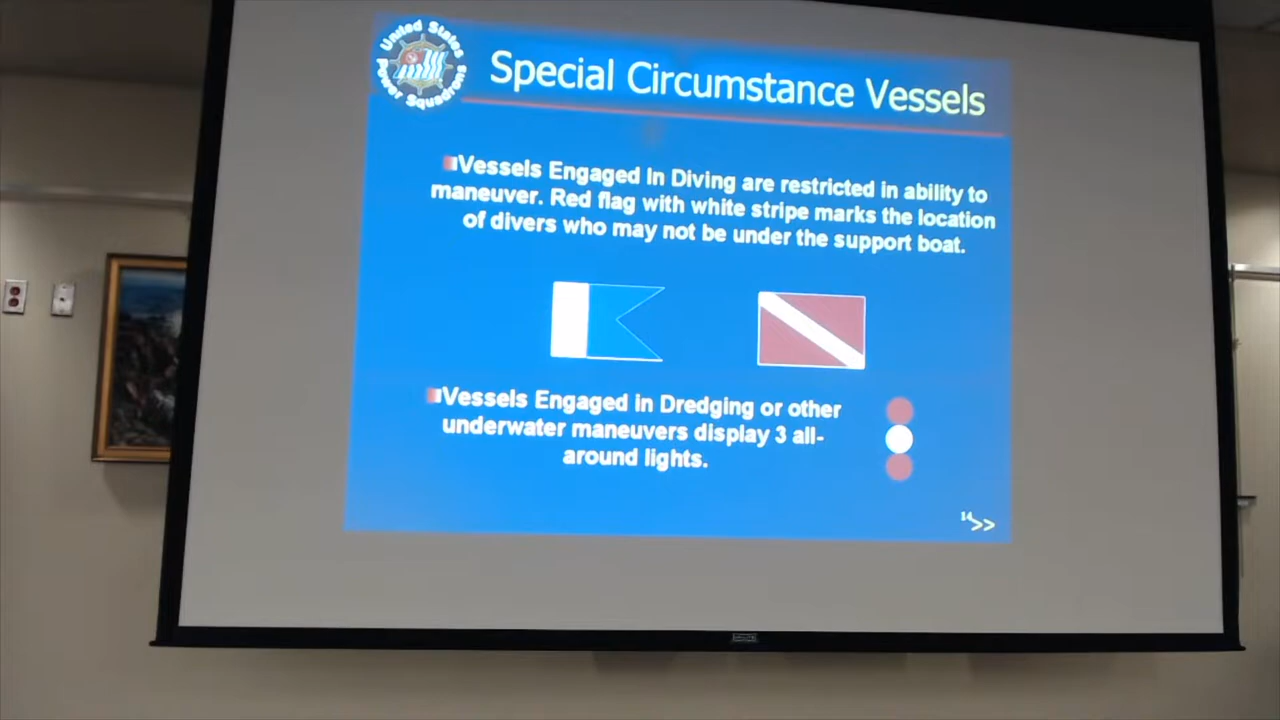 United States
Power Squadrons
Special Circumstance Vessels
Vessels Engaged In Diving are restricted in ability to
maneuver. Red flag with white stripe marks the location
of divers who may not be under the support boat.
Vessels Engaged in Dredging or other
underwater maneuvers display 3 all-
around lights.
14
>>